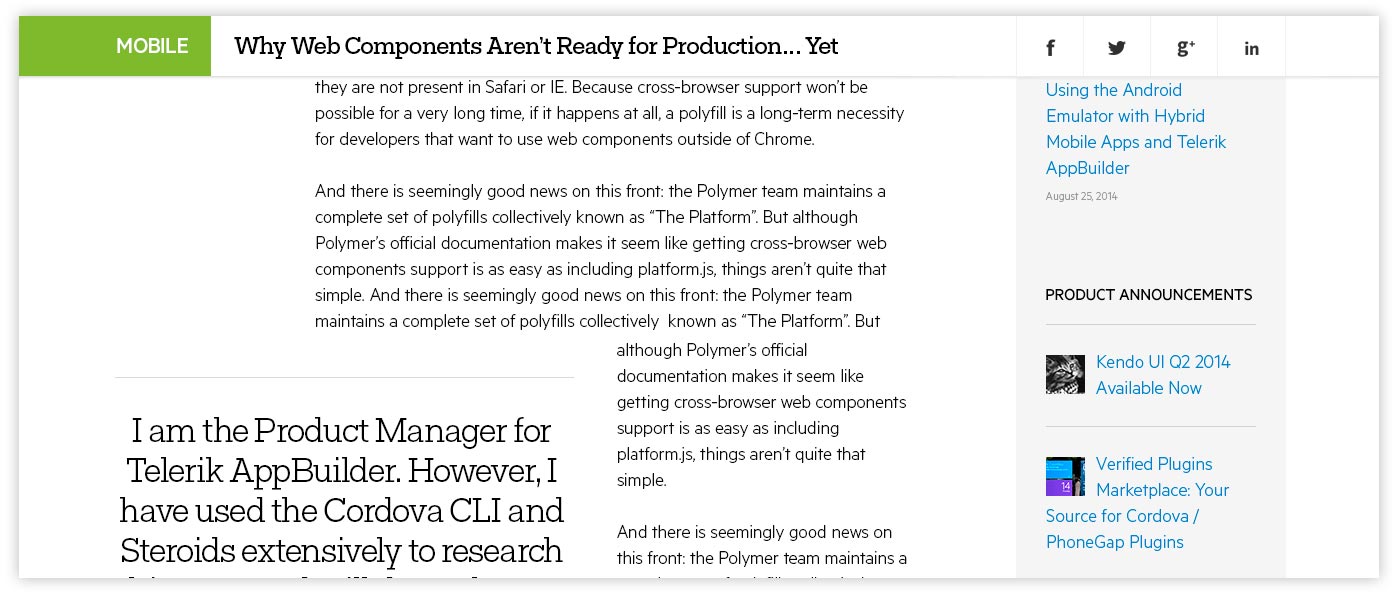 MOBILE
Why Web Components Aren't Ready for Production... Yet
f
g+
in
they are not present in Safari or IE. Because cross-browser support won't be
possible for a very long time, if it happens at all, a polyfill is a long-term necessity
for developers that want to use web components outside of Chrome.
And there is seemingly good news on this front: the Polymer team maintains a
complete set of polyfills collectively known as “The Platform”. But although
Polymer's official documentation makes it seem like getting cross-browser web
components support is as easy as including platform.js, things aren't quite that
simple. And there is seemingly good news on this front: the Polymer team
maintains a complete set of polyfills collectively known as “The Platform”. But
although Polymer's official
documentation makes it seem like
getting cross-browser web components
support is as easy as including
platform.js, things aren't quite that
simple.
And there is seemingly good news on
this front: the Polymer team maintains a
I am the Product Manager for
Telerik AppBuilder. However, I
have used the Cordova CLI and
Steroids extensively to research
Using the Android
Emulator with Hybrid
Mobile Apps and Telerik
AppBuilder
August 25, 2014
PRODUCT ANNOUNCEMENTS
Kendo UI Q2 2014
Available Now
14
Verified Plugins
Marketplace: Your
Source for Cordova /
PhoneGap Plugins